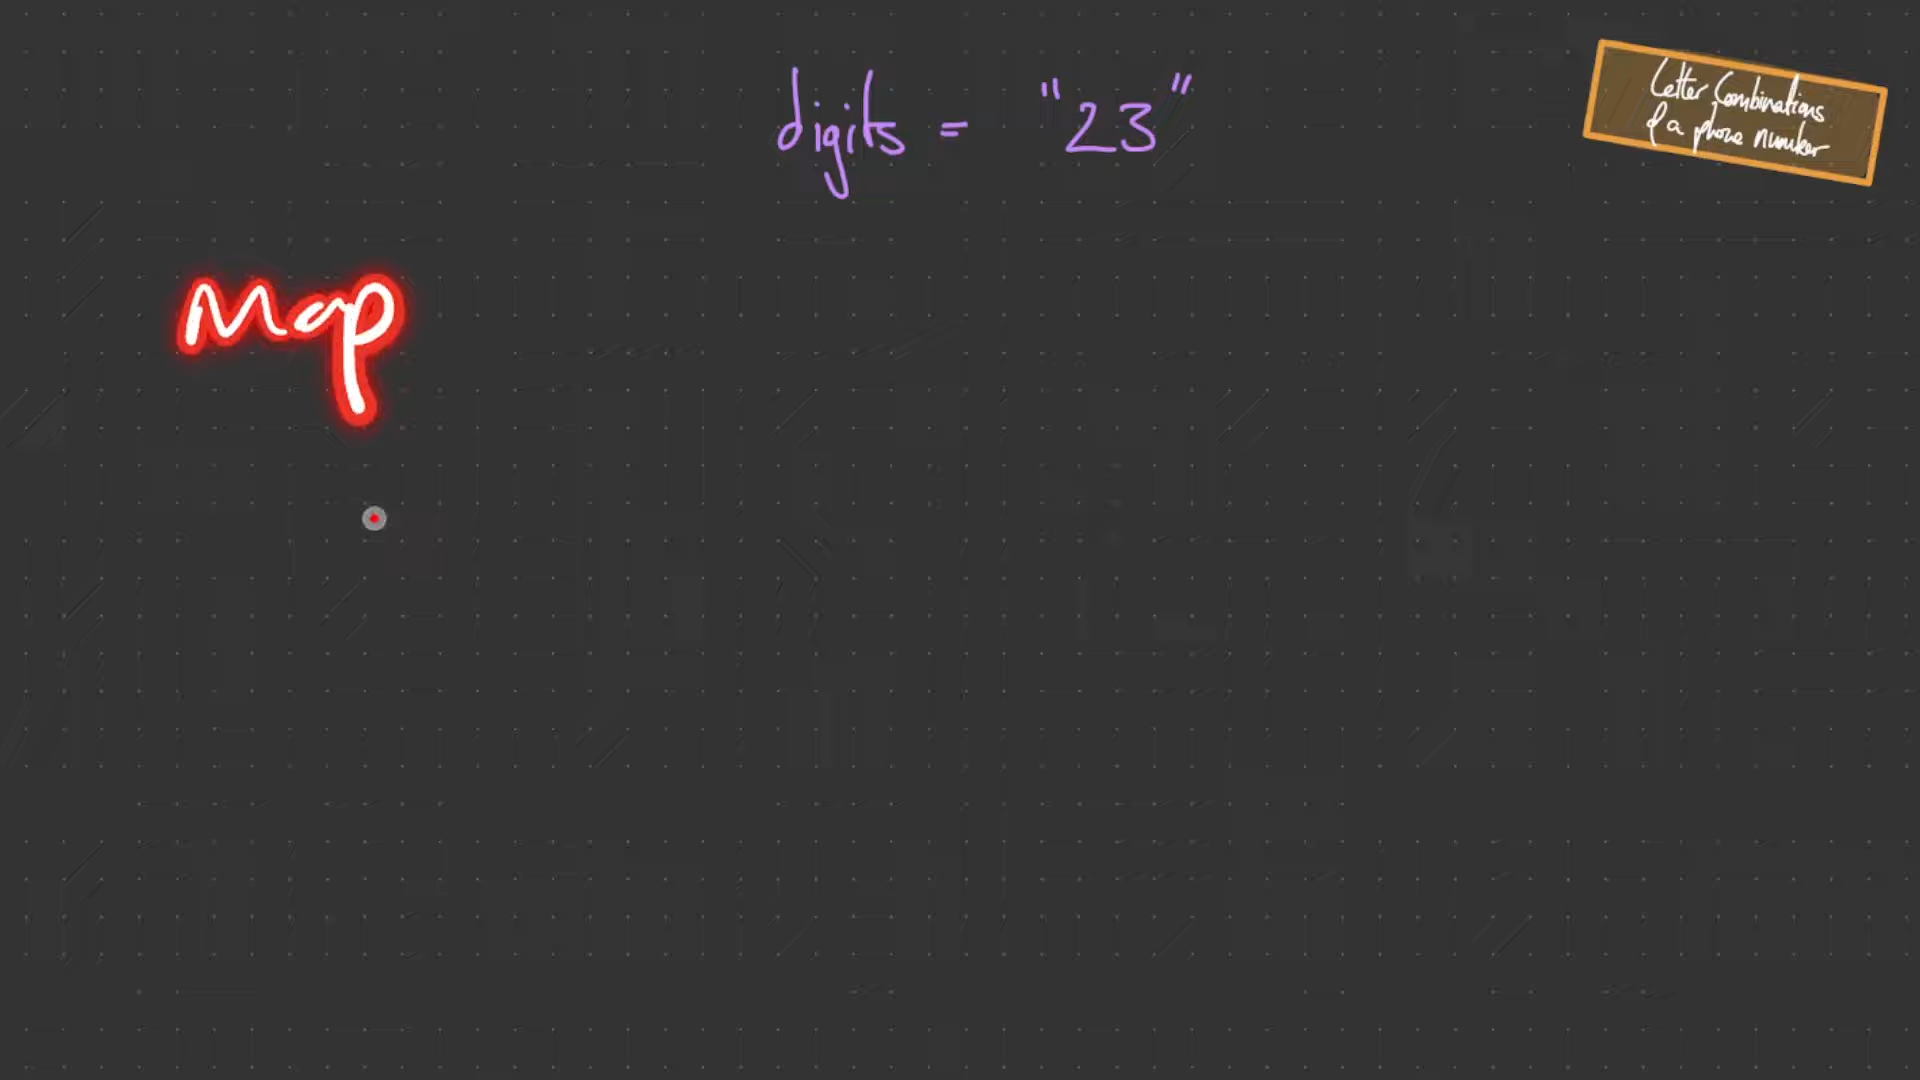 digits = "23"
Letter Combinations
of a phone number
Map